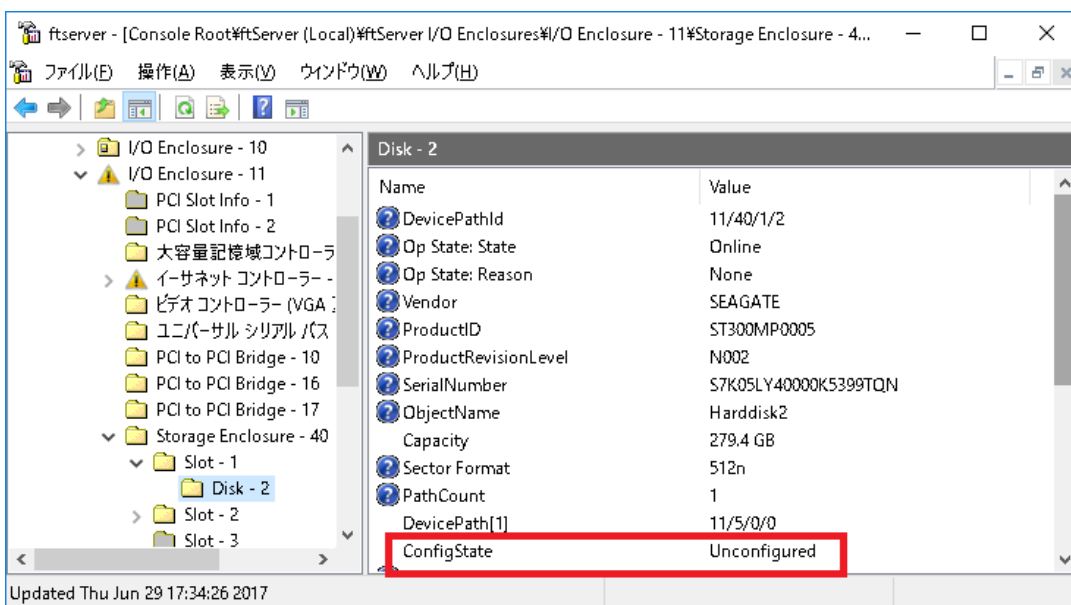 ftserver - [Console Root¥ftServer (Local)¥ftServer I/O Enclosures¥I/O Enclosure - 11¥Storage Enclosure - 4...
ファイル(F) 操作(A) 表示(V) ウィンドウ(W) ヘルプ(H)
I/O Enclosure - 10
I/O Enclosure - 11
PCI Slot Info - 1
PCI Slot Info - 2
大容量記憶域コントローラ
イーサネット コントローラー -
ビデオ コントローラー (VGA
ユニバーサル シリアル バス
PCI to PCI Bridge - 10
PCI to PCI Bridge - 16
PCI to PCI Bridge - 17
Storage Enclosure - 40
Slot - 1
Disk - 2
Slot - 2
Slot - 3
Disk - 2
Name Value
DevicePathId 11/40/1/2
Op State: State Online
Op State: Reason None
Vendor SEAGATE
ProductID ST300MP0005
ProductRevisionLevel N002
SerialNumber S7K05LY40000K5399TQN
ObjectName Harddisk2
Capacity 279.4 GB
Sector Format 512n
PathCount 1
DevicePath[1] 11/5/0/0
ConfigState Unconfigured
Updated Thu Jun 29 17:34:26 2017